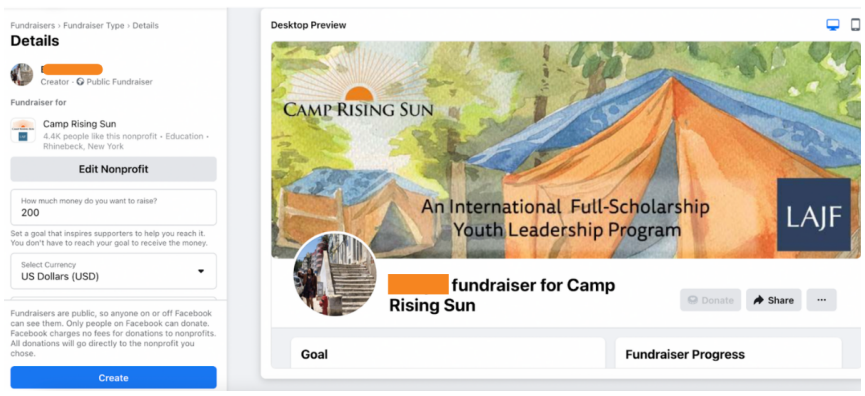 Fundraisers › Fundraiser Type › Details
Details
Creator · Public Fundraiser
Fundraiser for
Camp Rising Sun
4.4K people like this nonprofit • Education •
Rhinebeck, New York
Edit Nonprofit
How much money do you want to raise?
200
Set a goal that inspires supporters to help you reach it.
You don't have to reach your goal to receive the money.
Select Currency
US Dollars (USD)
Fundraisers are public, so anyone on or off Facebook
can see them. Only people on Facebook can donate.
Facebook charges no fees for donations to nonprofits.
All donations will go directly to the nonprofit you
chose.
Create
Desktop Preview
CAMP RISING SUN
An International Full-Scholarship
Youth Leadership Program
LAJF
fundraiser for Camp
Rising Sun
Donate
Share
...
Goal
Fundraiser Progress